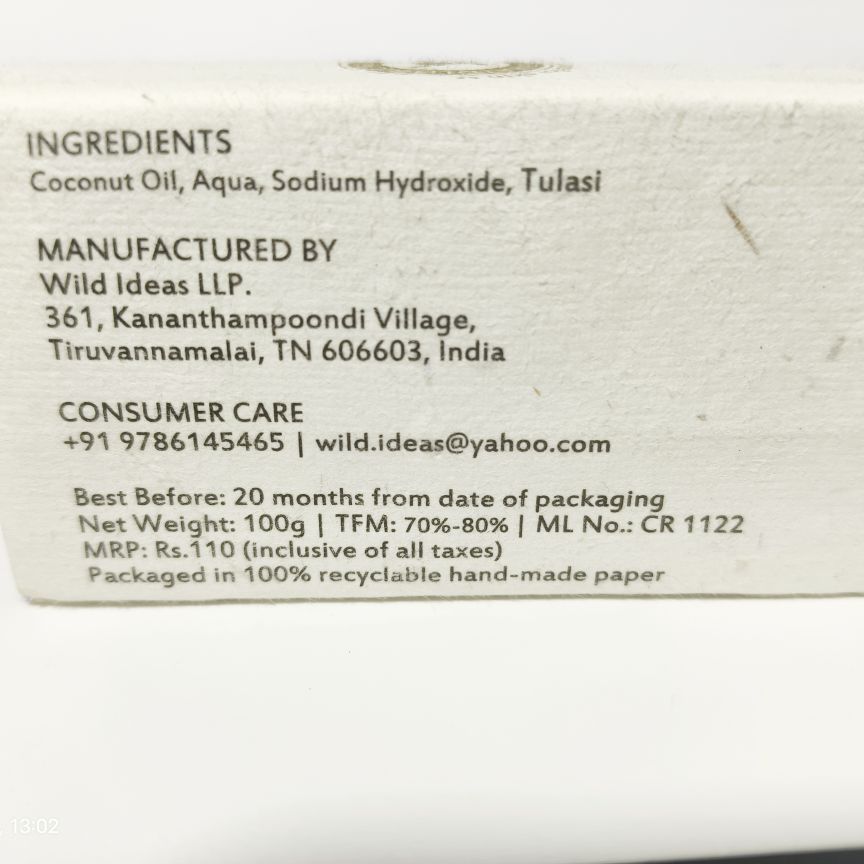 INGREDIENTS
Coconut Oil, Aqua, Sodium Hydroxide, Tulasi
MANUFACTURED BY
Wild Ideas LLP.
361, Kananthampoondi Village,
Tiruvannamalai, TN 606603, India
CONSUMER CARE
+91 9786145465 | wild.ideas@yahoo.com
Best Before: 20 months from date of packaging
Net Weight: 100g | TFM: 70%-80% | ML No.: CR 1122
MRP: Rs.110 (inclusive of all taxes)
Packaged in 100% recyclable hand-made paper
, 13:02